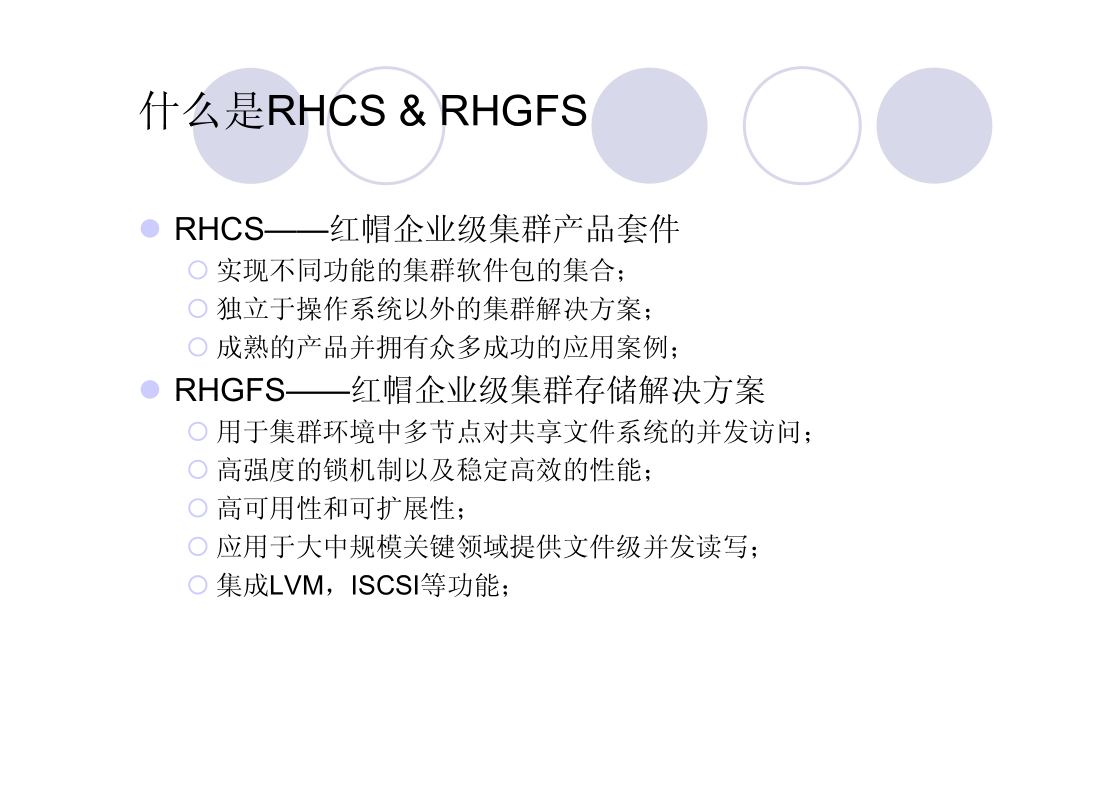 什么是RHCS & RHGFS
RHCS——红帽企业级集群产品套件
实现不同功能的集群软件包的集合；
独立于操作系统以外的集群解决方案；
成熟的产品并拥有众多成功的应用案例；
RHGFS——红帽企业级集群存储解决方案
用于集群环境中多节点对共享文件系统的并发访问；
高强度的锁机制以及稳定高效的性能；
高可用性和可扩展性；
应用于大中规模关键领域提供文件级并发读写；
集成LVM，ISCSI等功能；